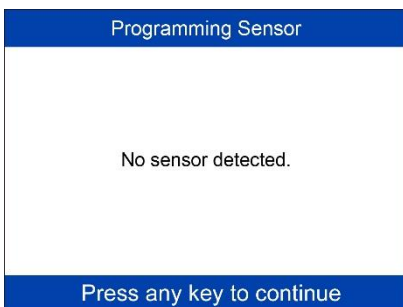 Programming Sensor
No sensor detected.
Press any key to continue